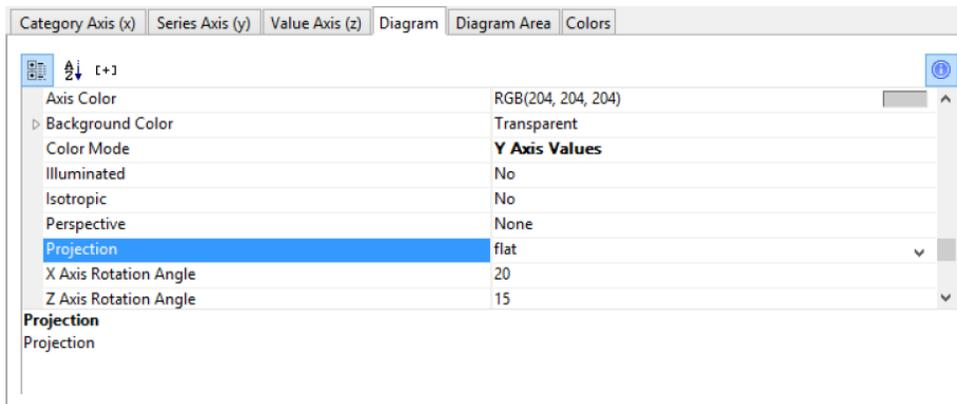 Category Axis (x) Series Axis (y) Value Axis (z) Diagram Diagram Area Colors
A Z [+] i
Axis Color RGB(204, 204, 204)
Background Color Transparent
Color Mode Y Axis Values
Illuminated No
Isotropic No
Perspective None
Projection flat
X Axis Rotation Angle 20
Z Axis Rotation Angle 15
Projection
Projection